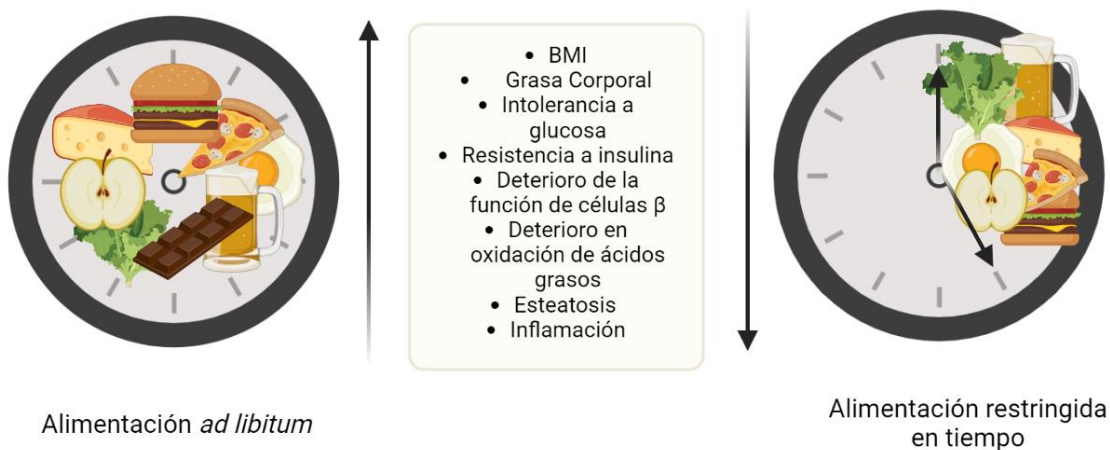 • BMI
• Grasa Corporal
• Intolerancia a
glucosa
• Resistencia a insulina
• Deterioro de la
función de células β
• Deterioro en
oxidación de ácidos
grasos
• Esteatosis
• Inflamación
Alimentación ad libitum
Alimentación restringida
en tiempo